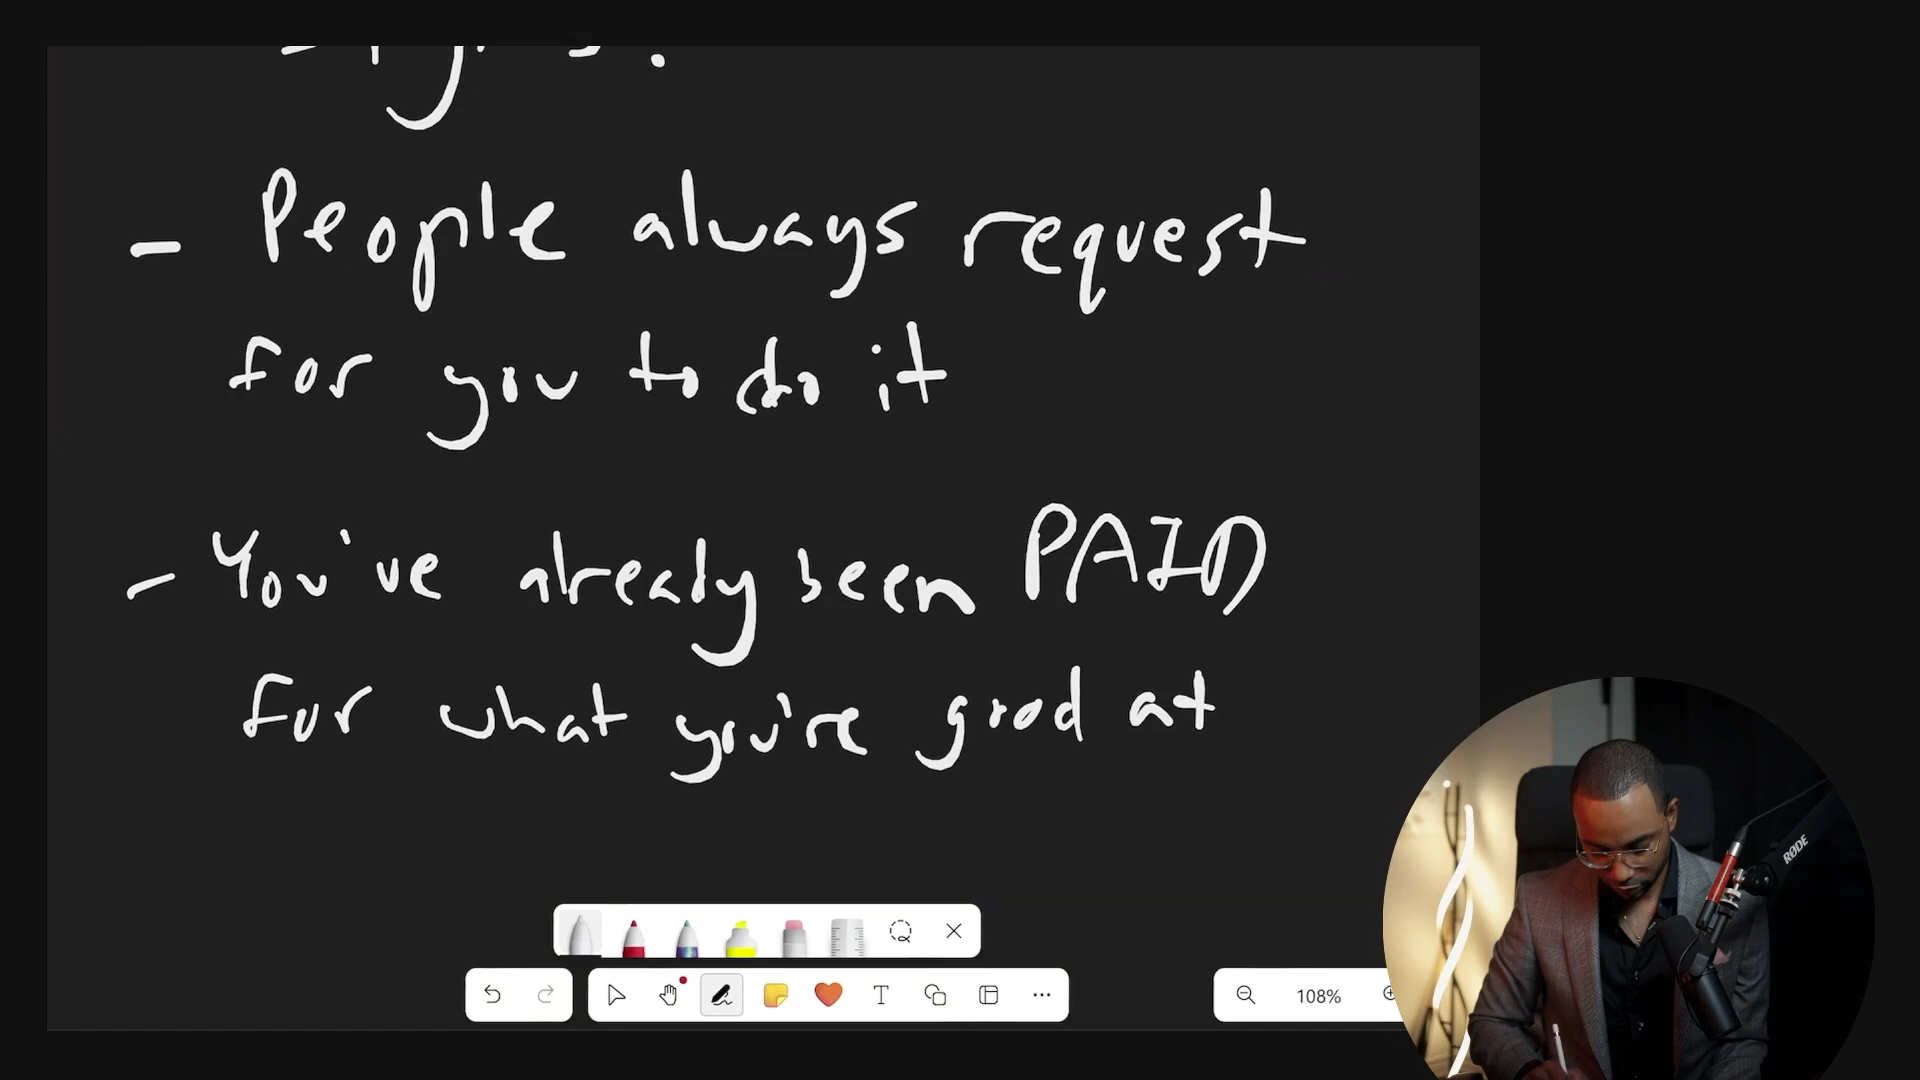 - People always request
for you to do it
- You've already been PAID
for what you're good at
108%
RØDE